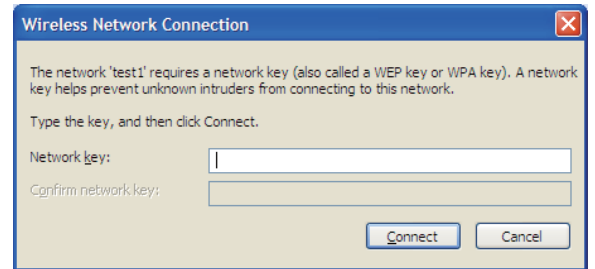 Wireless Network Connection
The network 'test1' requires a network key (also called a WEP key or WPA key). A network
key helps prevent unknown intruders from connecting to this network.
Type the key, and then click Connect.
Network key:
Confirm network key:
Connect Cancel